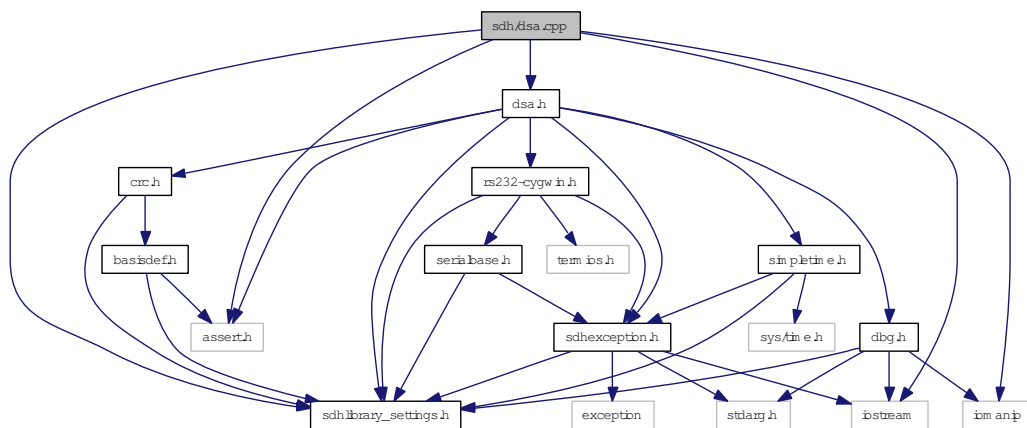 sdh/dsa.cpp
dsa.h
crc.h
rs232-cygwin.h
basisdef.h
serialbase.h
termios.h
simpletime.h
assert.h
sdhexception.h
sys/time.h
dbg.h
sdhlibrary_settings.h
exception
stdarg.h
iostream
iomanip